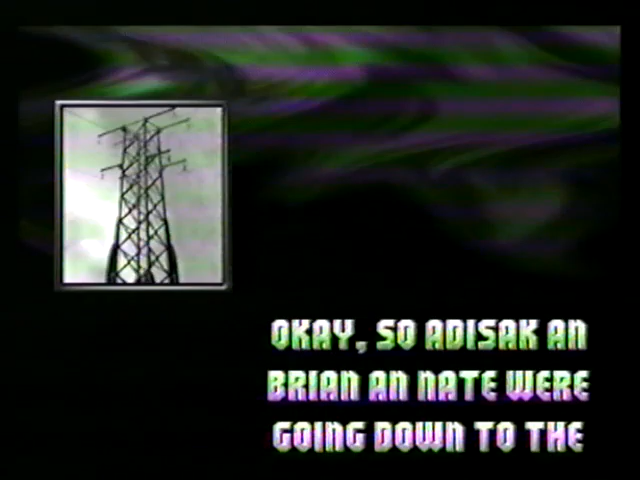 OKAY, SO ADISAK AN
BRIAN AN NATE WERE
GOING DOWN TO THE